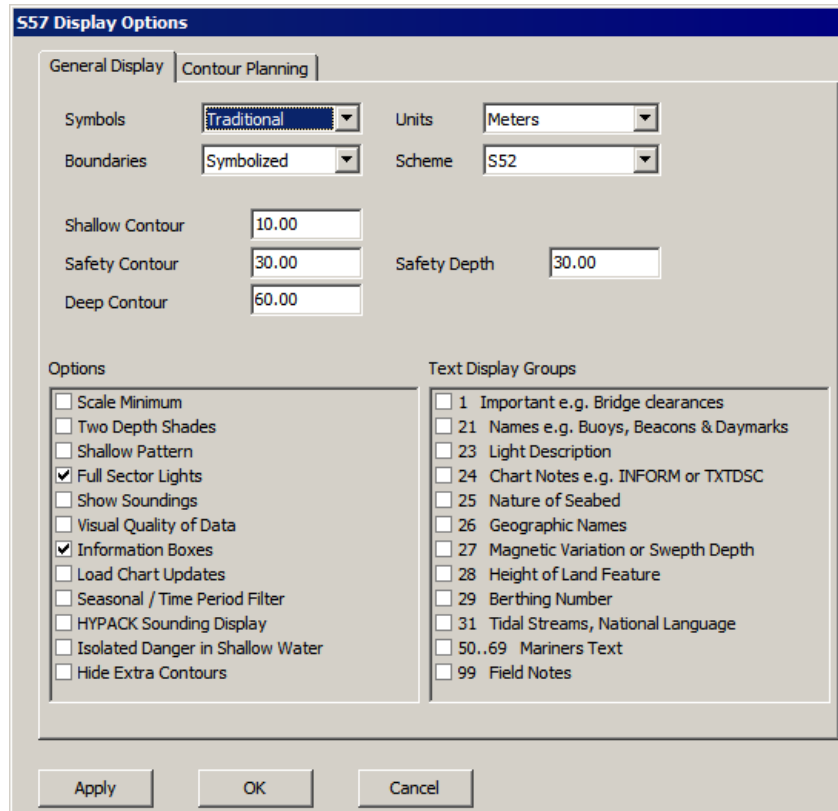 S57 Display Options
General Display Contour Planning
Symbols Traditional Units Meters
Boundaries Symbolized Scheme S52
Shallow Contour 10.00
Safety Contour 30.00 Safety Depth 30.00
Deep Contour 60.00
Options
Scale Minimum
Two Depth Shades
Shallow Pattern
Full Sector Lights
Show Soundings
Visual Quality of Data
Information Boxes
Load Chart Updates
Seasonal / Time Period Filter
HYPACK Sounding Display
Isolated Danger in Shallow Water
Hide Extra Contours
Text Display Groups
1 Important e.g. Bridge clearances
21 Names e.g. Buoys, Beacons & Daymarks
23 Light Description
24 Chart Notes e.g. INFORM or TXTDSC
25 Nature of Seabed
26 Geographic Names
27 Magnetic Variation or Swepth Depth
28 Height of Land Feature
29 Berthing Number
31 Tidal Streams, National Language
50..69 Mariners Text
99 Field Notes
Apply OK Cancel